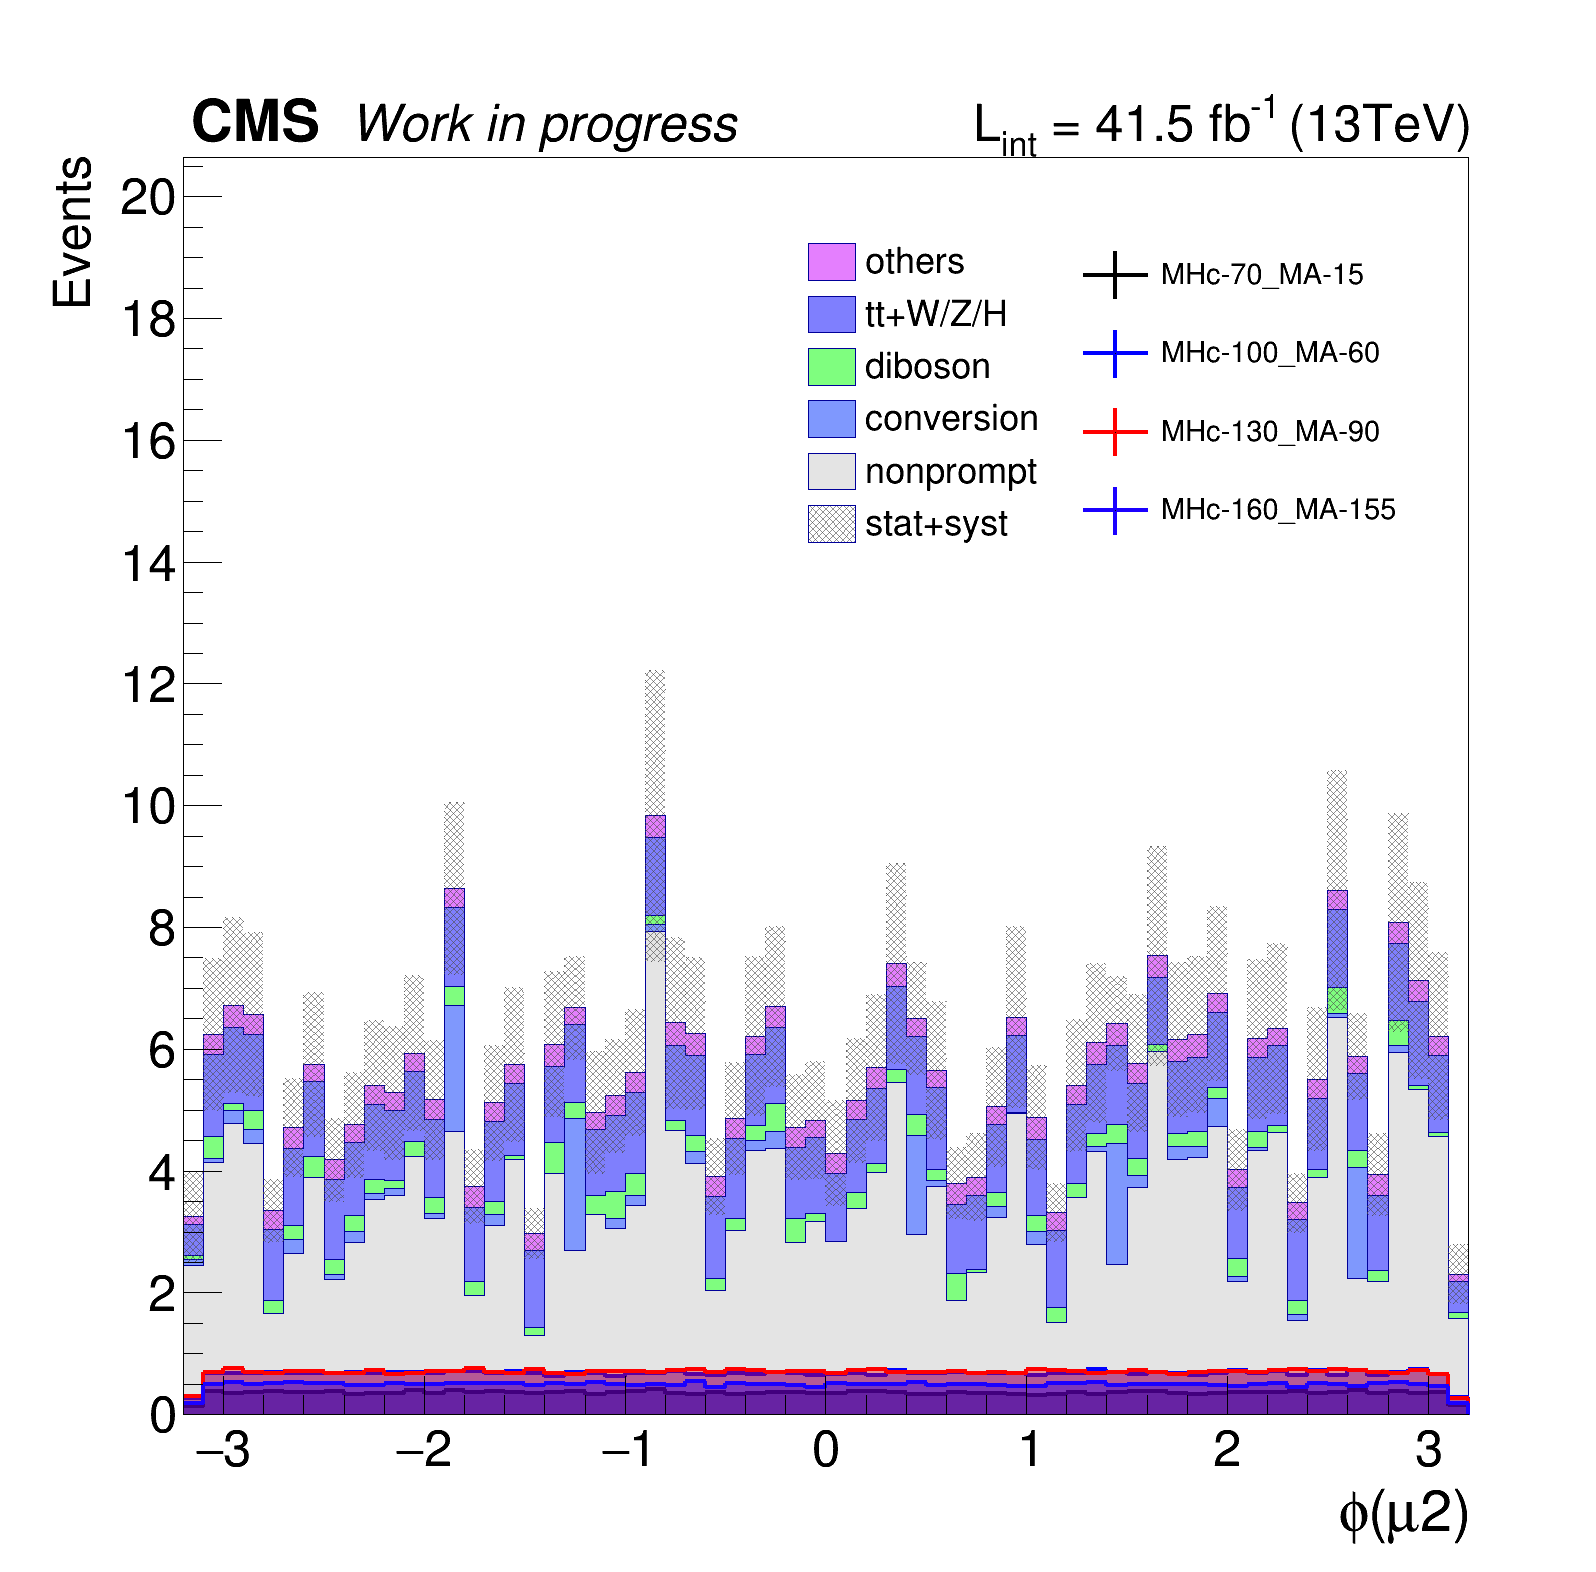 CMS Work in progress L_int = 41.5 fb⁻¹ (13TeV)
Events
20
18
16
14
12
10
8
6
4
2
0
others
tt+W/Z/H
diboson
conversion
nonprompt
stat+syst
MHc-70_MA-15
MHc-100_MA-60
MHc-130_MA-90
MHc-160_MA-155
−3 −2 −1 0 1 2 3
ϕ(μ2)